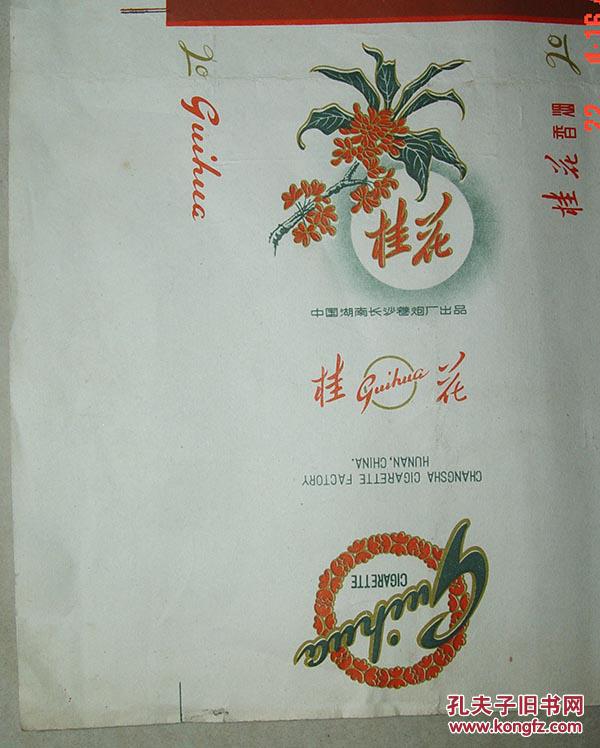 20
Guihua
桂花
中国湖南长沙卷烟厂出品
桂 Guihua 花
CHANGSHA CIGARETTE FACTORY
HUNAN, CHINA.
Guihua
CIGARETTE
20
桂花香烟
孔夫子旧书网
www.kongfz.com